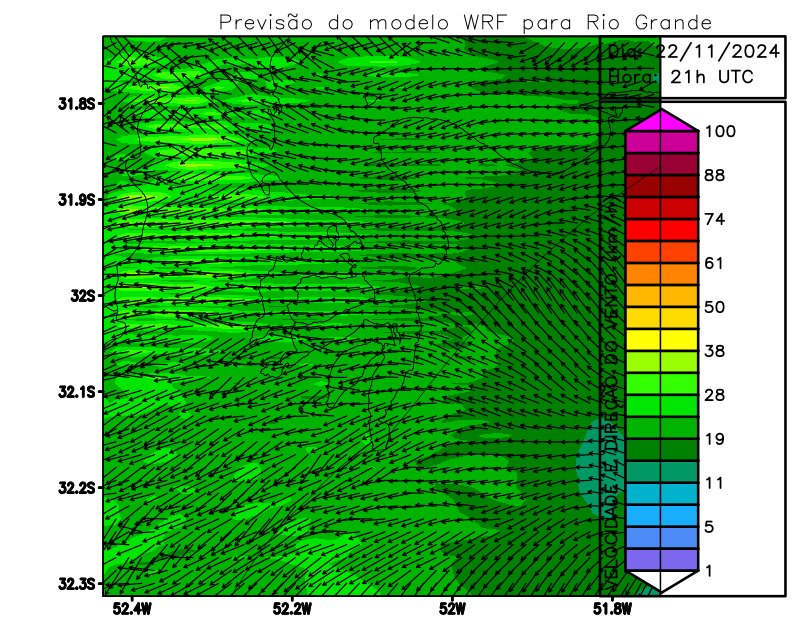 Previsão do modelo WRF para Rio Grande
Dia: 22/11/2024
Hora: 21h UTC
31.8S
31.9S
32S
32.1S
32.2S
32.3S
52.4W
52.2W
52W
51.8W
VELOCIDADE E DIREÇÃO DO VENTO (km/h)
100
88
74
61
50
38
28
19
11
5
1